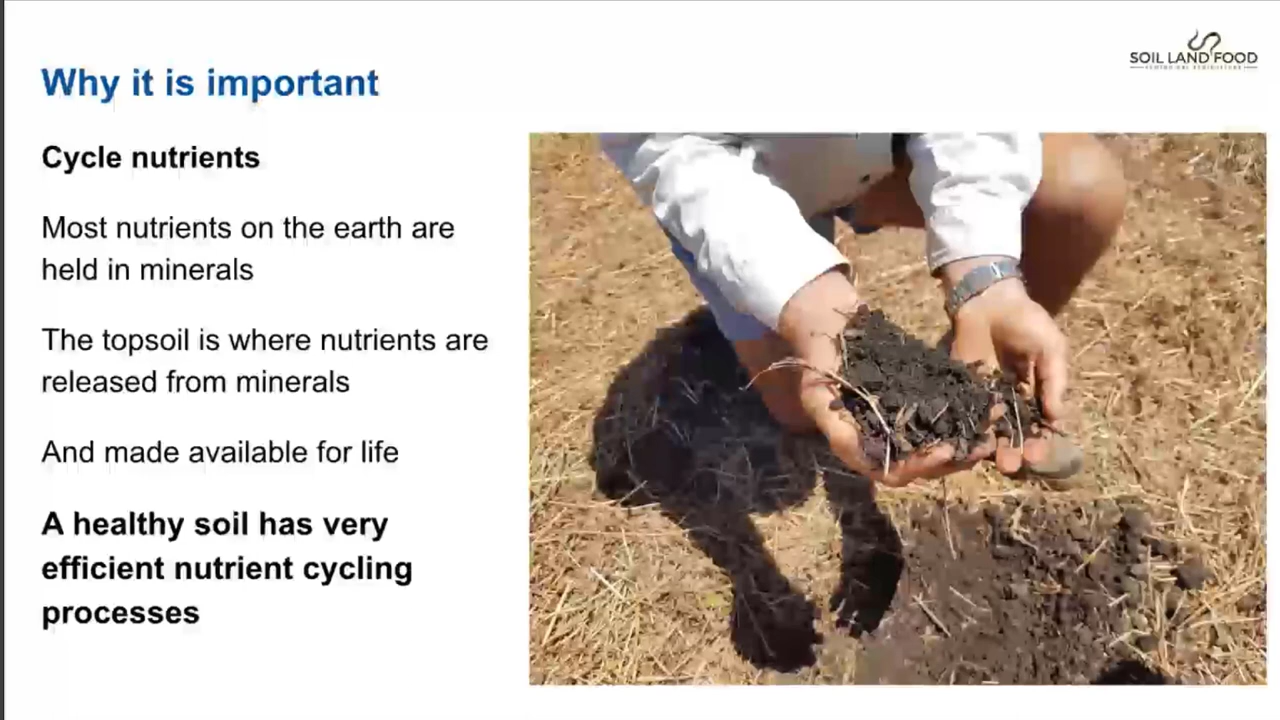 Why it is important
SOIL LAND FOOD
Cycle nutrients
Most nutrients on the earth are
held in minerals
The topsoil is where nutrients are
released from minerals
And made available for life
A healthy soil has very
efficient nutrient cycling
processes